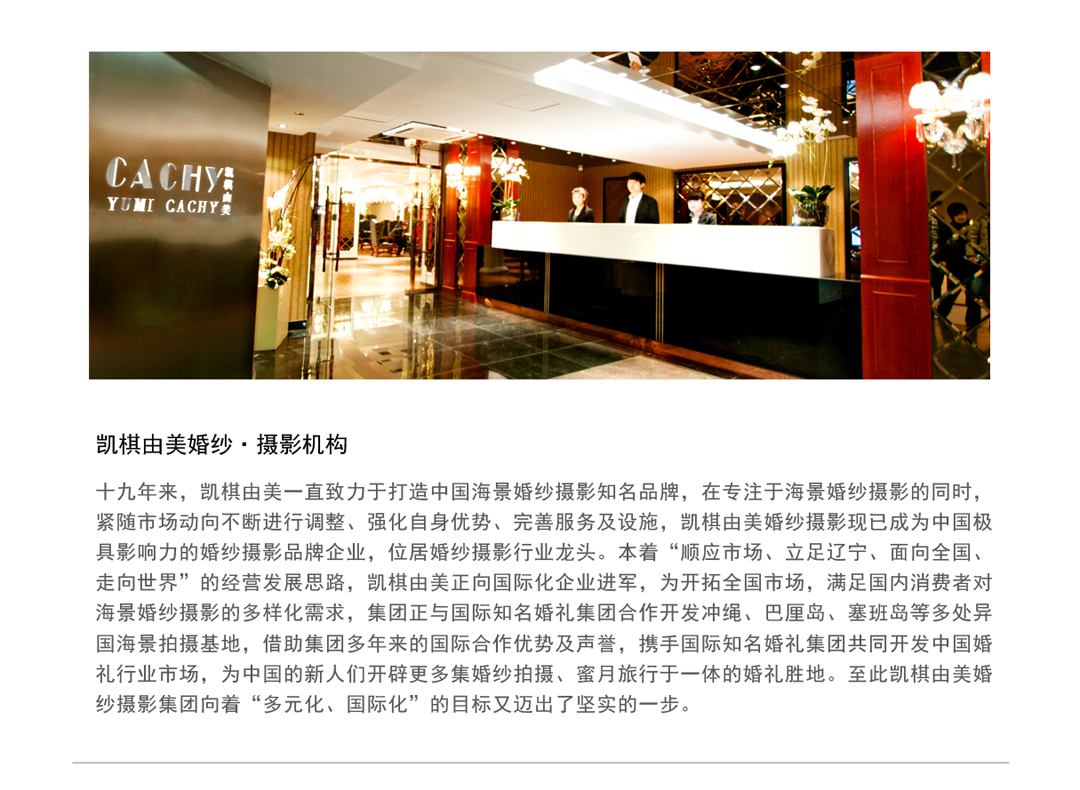 CACHY
YUMI CACHY
凯棋由美
凯棋由美婚纱·摄影机构
十九年来，凯棋由美一直致力于打造中国海景婚纱摄影知名品牌，在专注于海景婚纱摄影的同时，
紧随市场动向不断进行调整、强化自身优势、完善服务及设施，凯棋由美婚纱摄影现已成为中国极
具影响力的婚纱摄影品牌企业，位居婚纱摄影行业龙头。本着“顺应市场、立足辽宁、面向全国、
走向世界”的经营发展思路，凯棋由美正向国际化企业进军，为开拓全国市场，满足国内消费者对
海景婚纱摄影的多样化需求，集团正与国际知名婚礼集团合作开发冲绳、巴厘岛、塞班岛等多处异
国海景拍摄基地，借助集团多年来的国际合作优势及声誉，携手国际知名婚礼集团共同开发中国婚
礼行业市场，为中国的新人们开辟更多集婚纱拍摄、蜜月旅行于一体的婚礼胜地。至此凯棋由美婚
纱摄影集团向着“多元化、国际化”的目标又迈出了坚实的一步。